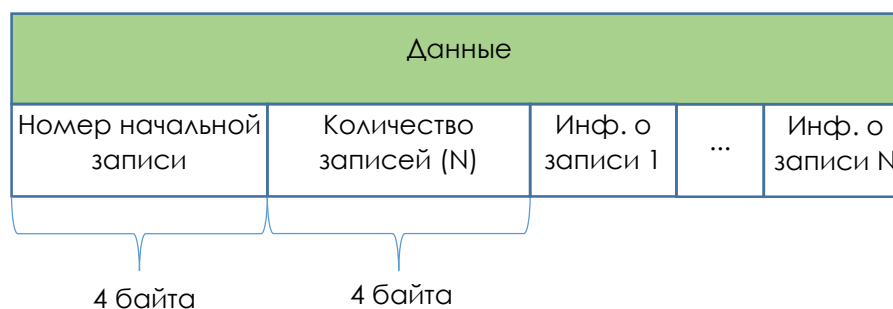 Данные
Номер начальной
записи
Количество
записей (N)
Инф. о
записи 1
...
Инф. о
записи N
4 байта
4 байта